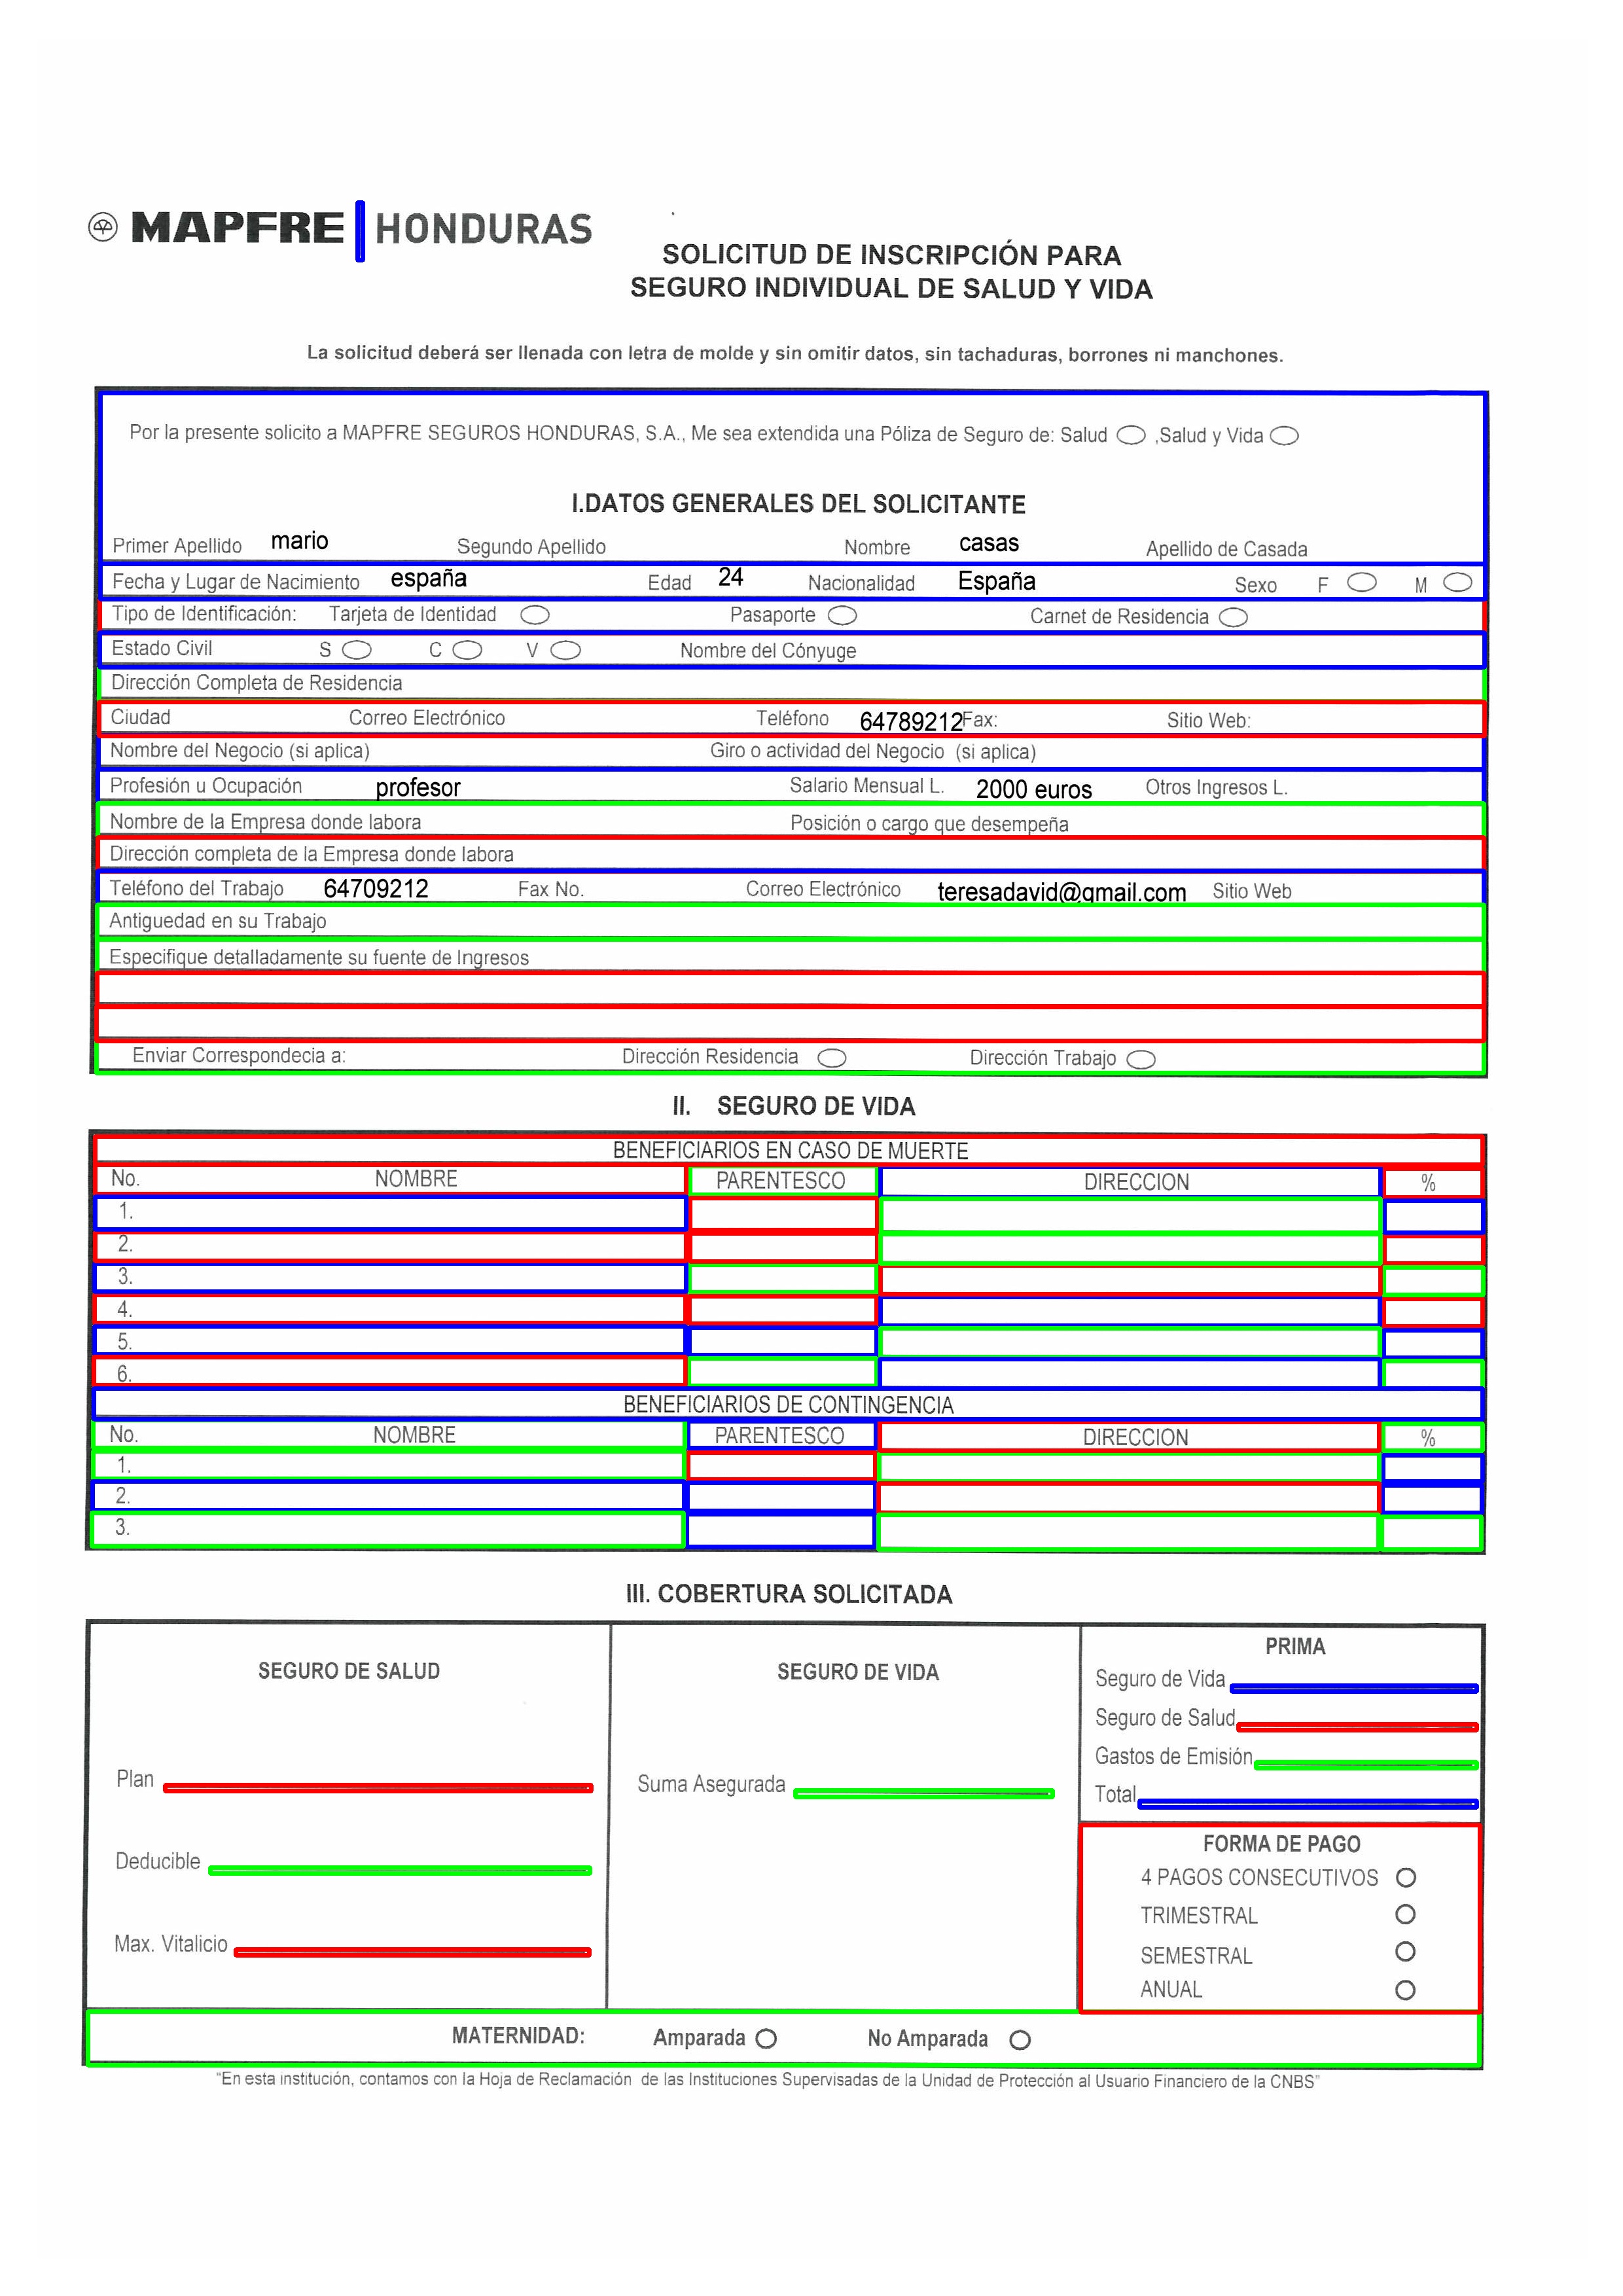 MAPFRE | HONDURAS
SOLICITUD DE INSCRIPCIÓN PARA
SEGURO INDIVIDUAL DE SALUD Y VIDA
La solicitud deberá ser llenada con letra de molde y sin omitir datos, sin tachaduras, borrones ni manchones.
Por la presente solicito a MAPFRE SEGUROS HONDURAS, S.A., Me sea extendida una Póliza de Seguro de: Salud ,Salud y Vida
I.DATOS GENERALES DEL SOLICITANTE
Primer Apellido mario Segundo Apellido Nombre casas Apellido de Casada
Fecha y Lugar de Nacimiento españa Edad 24 Nacionalidad España Sexo F M
Tipo de Identificación: Tarjeta de Identidad Pasaporte Carnet de Residencia
Estado Civil S C V Nombre del Cónyuge
Dirección Completa de Residencia
Ciudad Correo Electrónico Teléfono 64789212 Fax: Sitio Web:
Nombre del Negocio (si aplica) Giro o actividad del Negocio (si aplica)
Profesión u Ocupación profesor Salario Mensual L. 2000 euros Otros Ingresos L.
Nombre de la Empresa donde labora Posición o cargo que desempeña
Dirección completa de la Empresa donde labora
Teléfono del Trabajo 64709212 Fax No. Correo Electrónico teresadavid@gmail.com Sitio Web
Antiguedad en su Trabajo
Especifique detalladamente su fuente de Ingresos
Enviar Correspondecia a: Dirección Residencia Dirección Trabajo
II. SEGURO DE VIDA
BENEFICIARIOS EN CASO DE MUERTE
No. NOMBRE PARENTESCO DIRECCION %
1.
2.
3.
4.
5.
6.
BENEFICIARIOS DE CONTINGENCIA
No. NOMBRE PARENTESCO DIRECCION %
1.
2.
3.
III. COBERTURA SOLICITADA
SEGURO DE SALUD
Plan
Deducible
Max. Vitalicio
SEGURO DE VIDA
Suma Asegurada
PRIMA
Seguro de Vida
Seguro de Salud
Gastos de Emisión
Total
FORMA DE PAGO
4 PAGOS CONSECUTIVOS
TRIMESTRAL
SEMESTRAL
ANUAL
MATERNIDAD: Amparada No Amparada
"En esta institución, contamos con la Hoja de Reclamación de las Instituciones Supervisadas de la Unidad de Protección al Usuario Financiero de la CNBS"